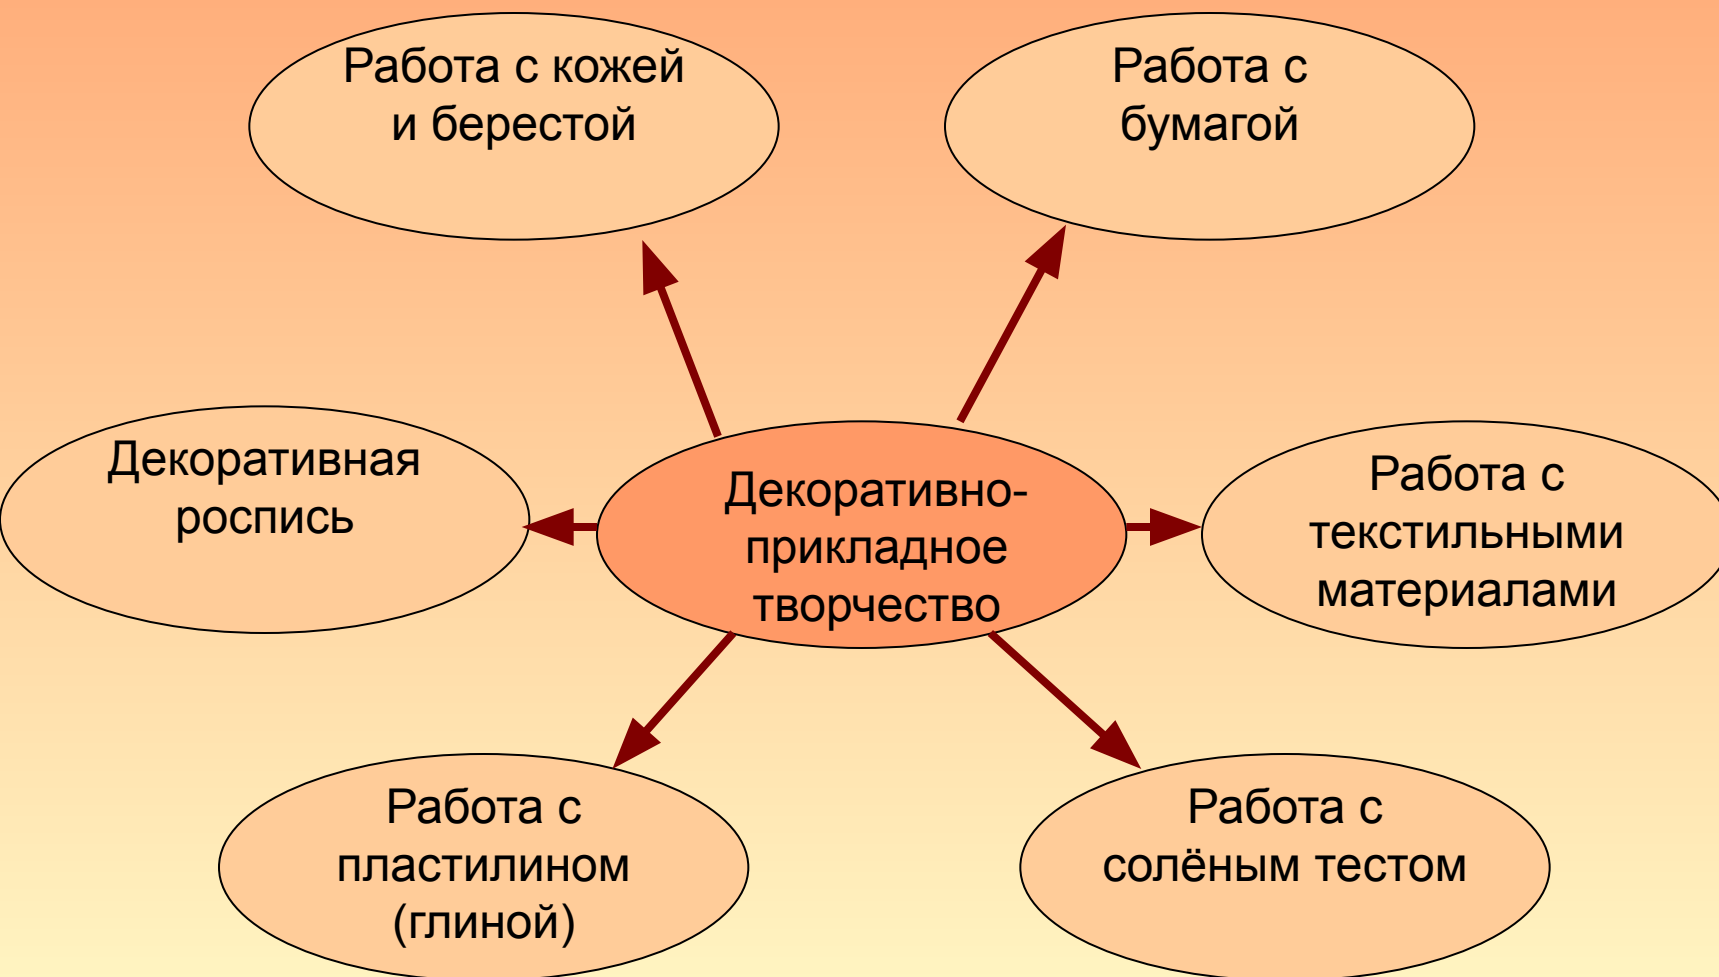 Работа с кожей
и берестой
Работа с
бумагой
Декоративная
роспись
Декоративно-
прикладное
творчество
Работа с
текстильными
материалами
Работа с
пластилином
(глиной)
Работа с
солёным тестом